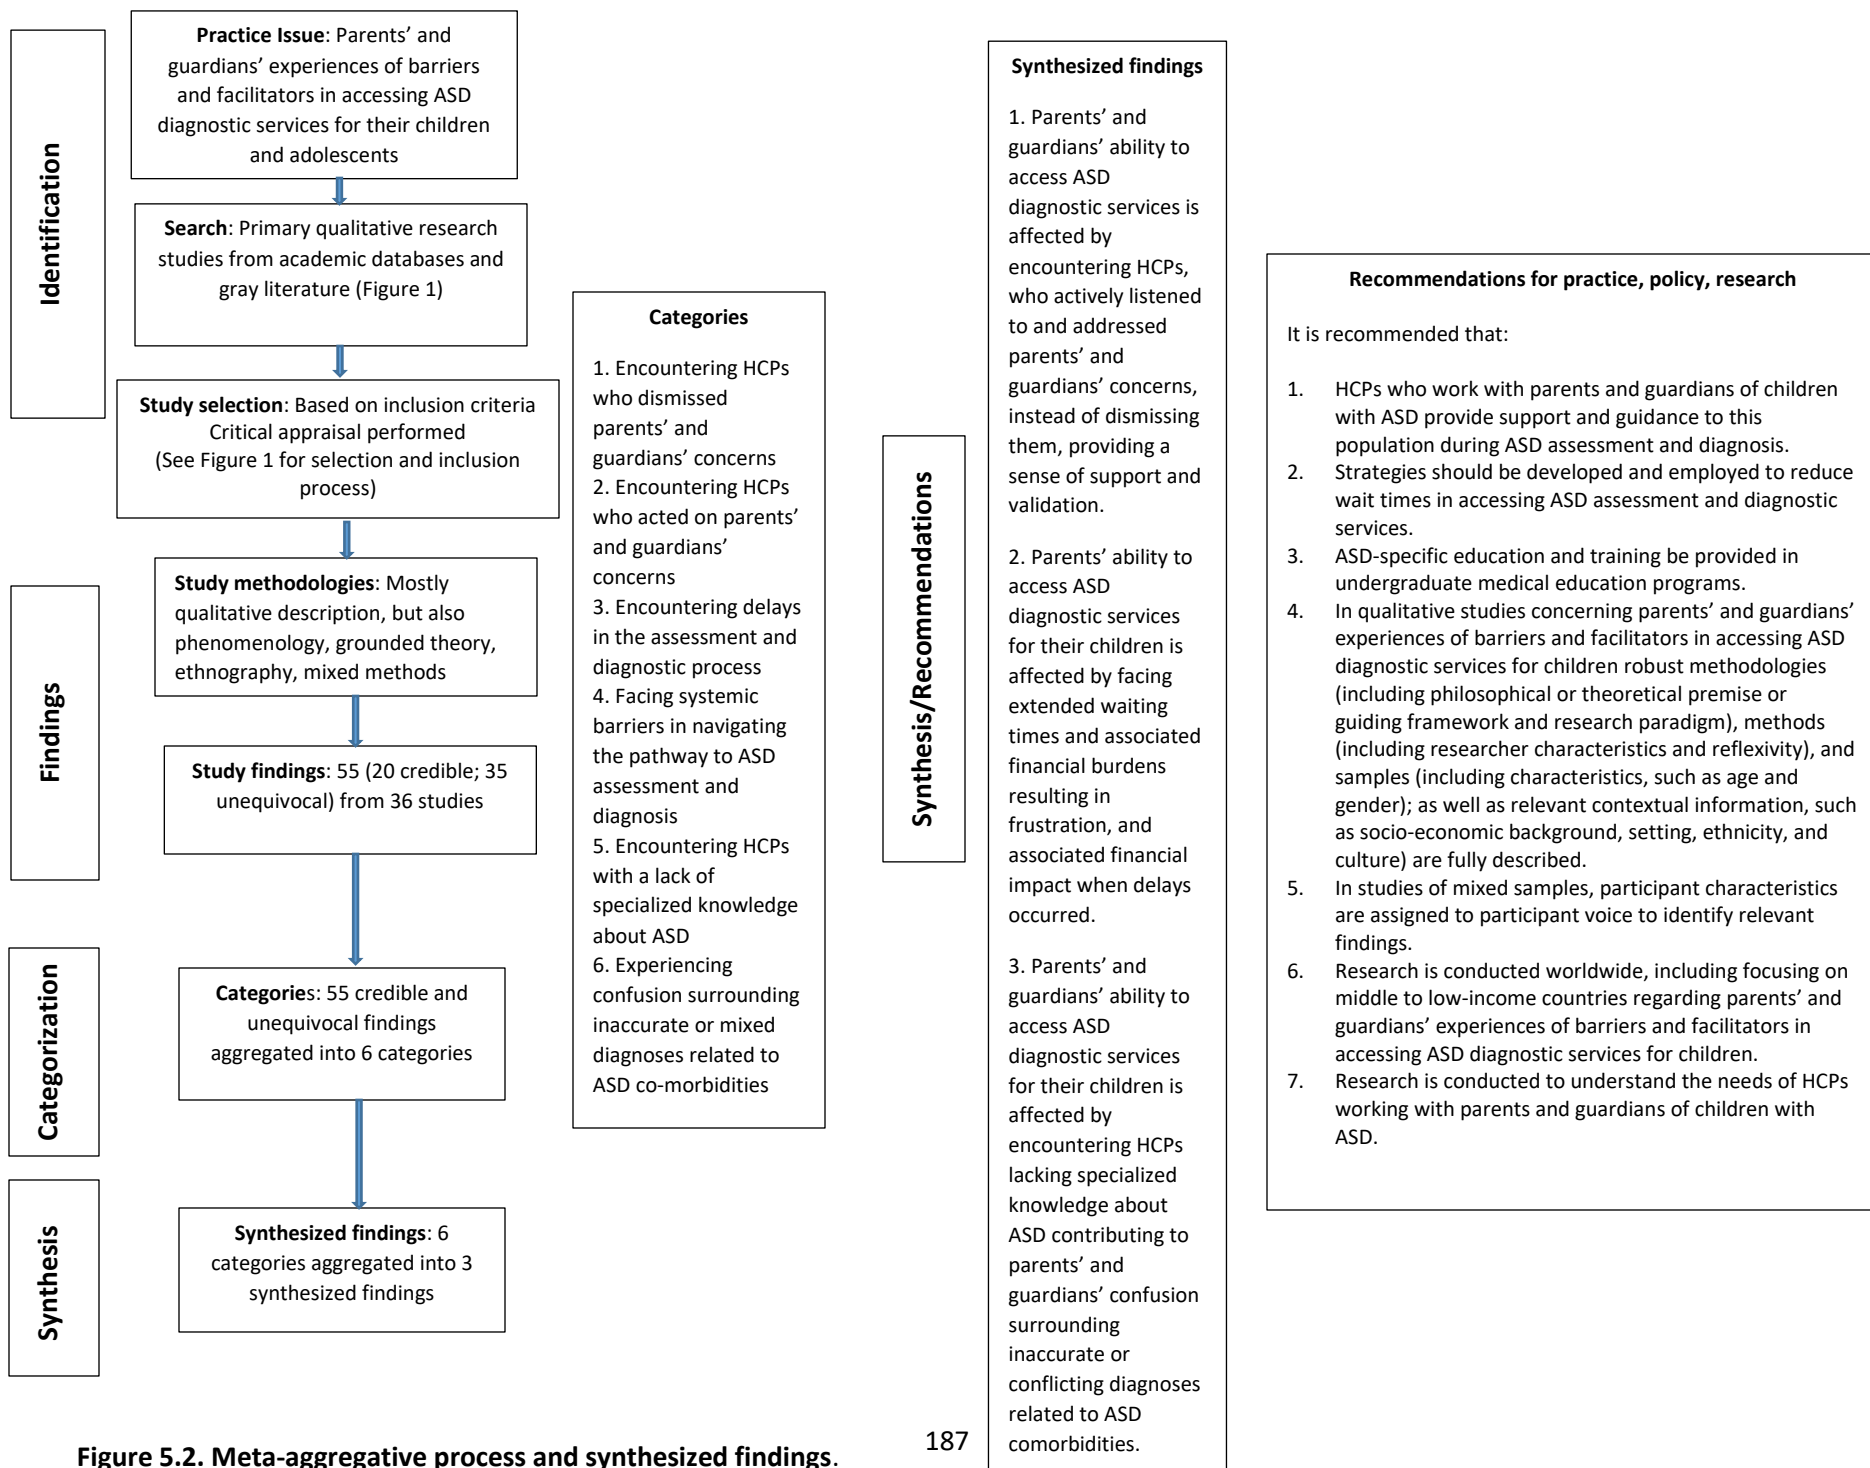 Identification
Practice Issue: Parents’ and
guardians’ experiences of barriers
and facilitators in accessing ASD
diagnostic services for their children
and adolescents
Search: Primary qualitative research
studies from academic databases and
gray literature (Figure 1)
Study selection: Based on inclusion criteria
Critical appraisal performed
(See Figure 1 for selection and inclusion
process)
Findings
Study methodologies: Mostly
qualitative description, but also
phenomenology, grounded theory,
ethnography, mixed methods
Study findings: 55 (20 credible; 35
unequivocal) from 36 studies
Categorization
Categories: 55 credible and
unequivocal findings
aggregated into 6 categories
Synthesis
Synthesized findings: 6
categories aggregated into 3
synthesized findings
Categories
1. Encountering HCPs
who dismissed
parents’ and
guardians’ concerns
2. Encountering HCPs
who acted on parents’
and guardians’
concerns
3. Encountering delays
in the assessment and
diagnostic process
4. Facing systemic
barriers in navigating
the pathway to ASD
assessment and
diagnosis
5. Encountering HCPs
with a lack of
specialized knowledge
about ASD
6. Experiencing
confusion surrounding
inaccurate or mixed
diagnoses related to
ASD co-morbidities
Synthesis/Recommendations
Synthesized findings
1. Parents’ and
guardians’ ability to
access ASD
diagnostic services is
affected by
encountering HCPs,
who actively listened
to and addressed
parents’ and
guardians’ concerns,
instead of dismissing
them, providing a
sense of support and
validation.
2. Parents’ ability to
access ASD
diagnostic services
for their children is
affected by facing
extended waiting
times and associated
financial burdens
resulting in
frustration, and
associated financial
impact when delays
occurred.
3. Parents’ and
guardians’ ability to
access ASD
diagnostic services
for their children is
affected by
encountering HCPs
lacking specialized
knowledge about
ASD contributing to
parents’ and
guardians’ confusion
surrounding
inaccurate or
conflicting diagnoses
related to ASD
comorbidities.
Recommendations for practice, policy, research
It is recommended that:
1. HCPs who work with parents and guardians of children
with ASD provide support and guidance to this
population during ASD assessment and diagnosis.
2. Strategies should be developed and employed to reduce
wait times in accessing ASD assessment and diagnostic
services.
3. ASD-specific education and training be provided in
undergraduate medical education programs.
4. In qualitative studies concerning parents’ and guardians’
experiences of barriers and facilitators in accessing ASD
diagnostic services for children robust methodologies
(including philosophical or theoretical premise or
guiding framework and research paradigm), methods
(including researcher characteristics and reflexivity), and
samples (including characteristics, such as age and
gender); as well as relevant contextual information, such
as socio-economic background, setting, ethnicity, and
culture) are fully described.
5. In studies of mixed samples, participant characteristics
are assigned to participant voice to identify relevant
findings.
6. Research is conducted worldwide, including focusing on
middle to low-income countries regarding parents’ and
guardians’ experiences of barriers and facilitators in
accessing ASD diagnostic services for children.
7. Research is conducted to understand the needs of HCPs
working with parents and guardians of children with
ASD.
Figure 5.2. Meta-aggregative process and synthesized findings.
187